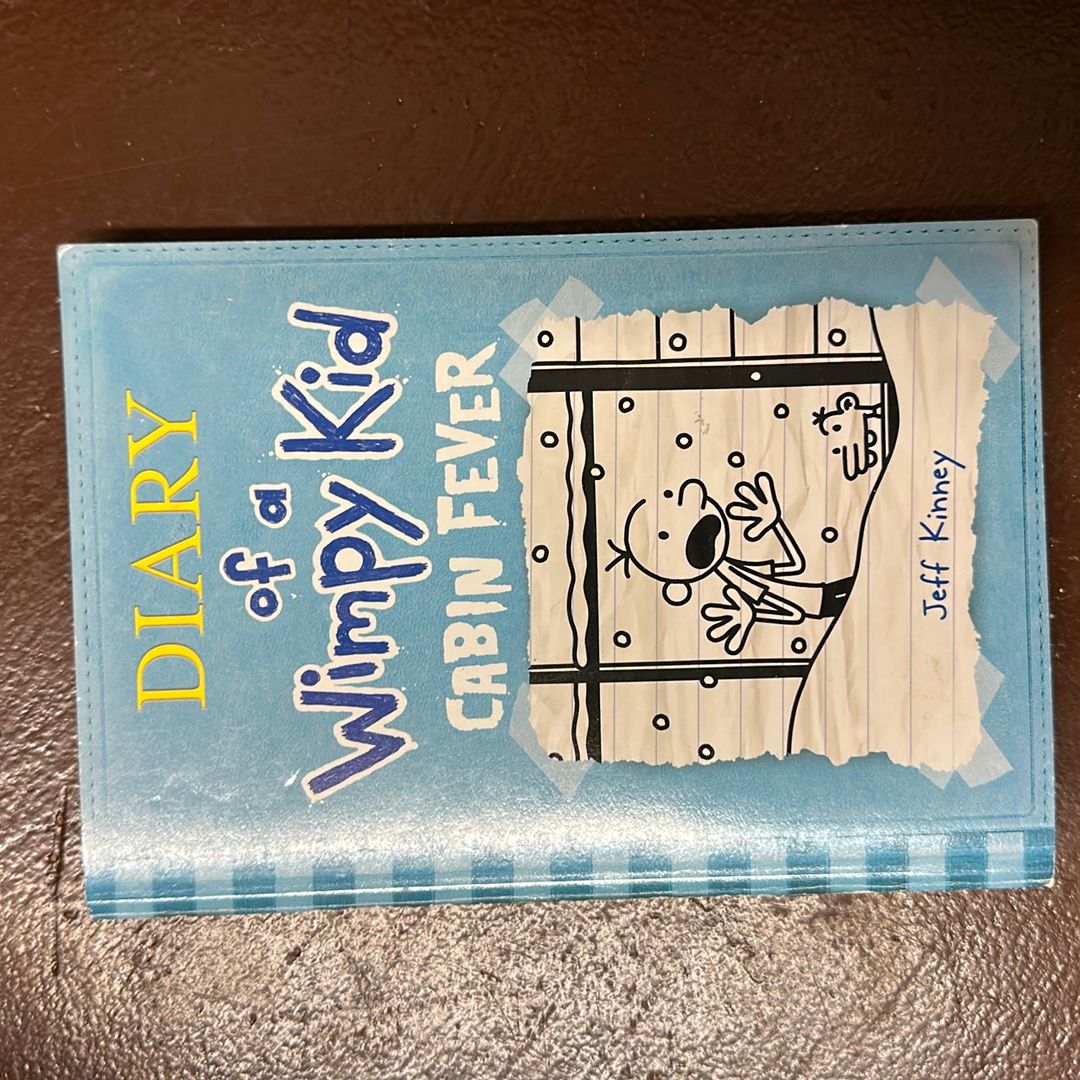 DIARY
of a
Wimpy Kid
CABIN FEVER
Jeff Kinney